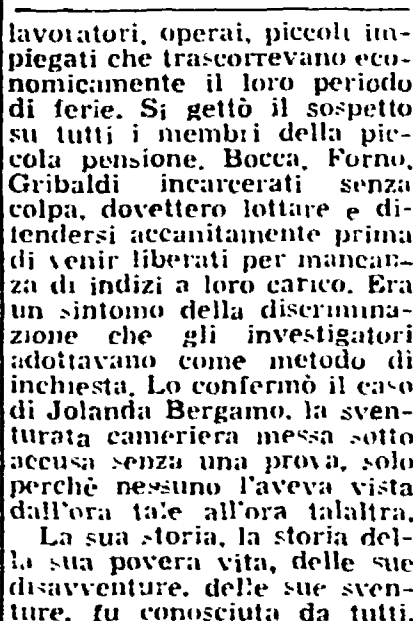 lavoratori, operai, piccoli im-
piegati che trascorrevano eco-
nomicamente il loro periodo
di ferie. Si gettò il sospetto
su tutti i membri della pic-
cola pensione. Bocca, Forno,
Gribaldi incarcerati senza
colpa, dovettero lottare e di-
fendersi accanitamente prima
di venir liberati per mancan-
za di indizi a loro carico. Era
un sintomo della discrimina-
zione che gli investigatori
adottavano come metodo di
inchiesta. Lo confermò il caso
di Jolanda Bergamo, la sven-
turata cameriera messa sotto
accusa senza una prova, solo
perchè nessuno l'aveva vista
dall'ora tale all'ora talaltra.
La sua storia, la storia del-
la sua povera vita, delle sue
disavventure, delle sue sven-
ture, fu conosciuta da tutti.